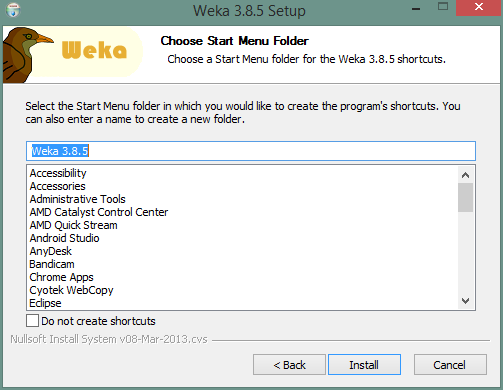 Weka 3.8.5 Setup
Weka
Choose Start Menu Folder
Choose a Start Menu folder for the Weka 3.8.5 shortcuts.
Select the Start Menu folder in which you would like to create the program's shortcuts. You
can also enter a name to create a new folder.
Weka 3.8.5
Accessibility
Accessories
Administrative Tools
AMD Catalyst Control Center
AMD Quick Stream
Android Studio
AnyDesk
Bandicam
Chrome Apps
Cyotek WebCopy
Eclipse
Do not create shortcuts
Nullsoft Install System v08-Mar-2013.cvs
< Back
Install
Cancel